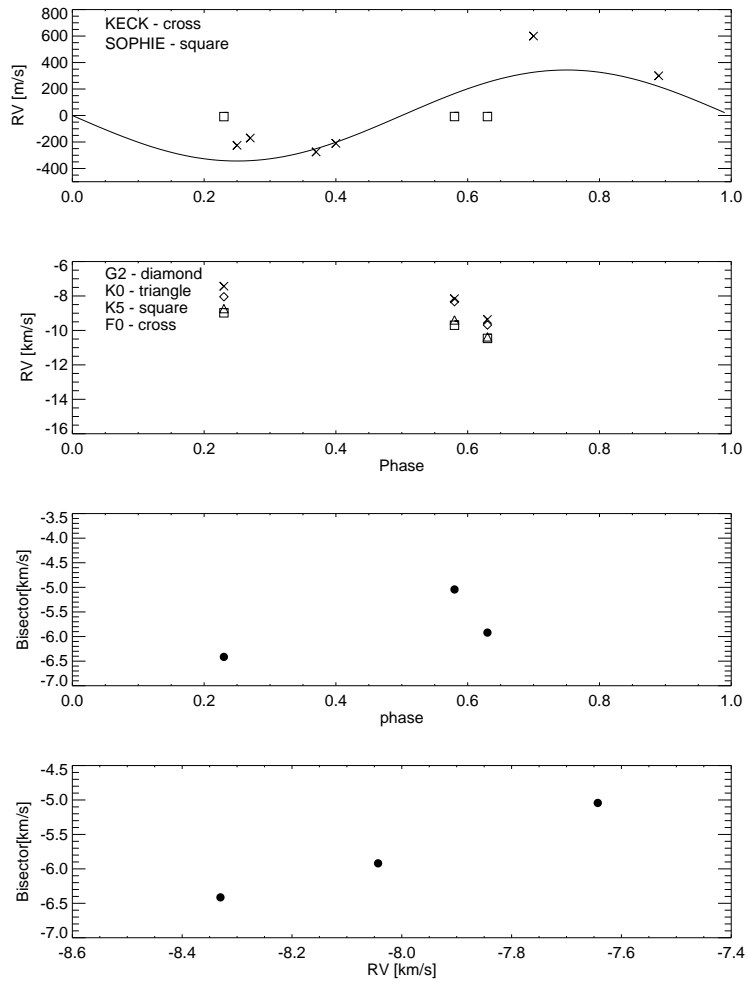 KECK - cross
SOPHIE - square
RV [m/s]
800
600
400
200
0
-200
-400
0.0 0.2 0.4 0.6 0.8 1.0
G2 - diamond
K0 - triangle
K5 - square
F0 - cross
RV [km/s]
-6
-8
-10
-12
-14
-16
0.0 0.2 0.4 0.6 0.8 1.0
Phase
Bisector[km/s]
-3.5
-4.0
-4.5
-5.0
-5.5
-6.0
-6.5
-7.0
0.0 0.2 0.4 0.6 0.8 1.0
phase
Bisector[km/s]
-4.5
-5.0
-5.5
-6.0
-6.5
-7.0
-8.6 -8.4 -8.2 -8.0 -7.8 -7.6 -7.4
RV [km/s]